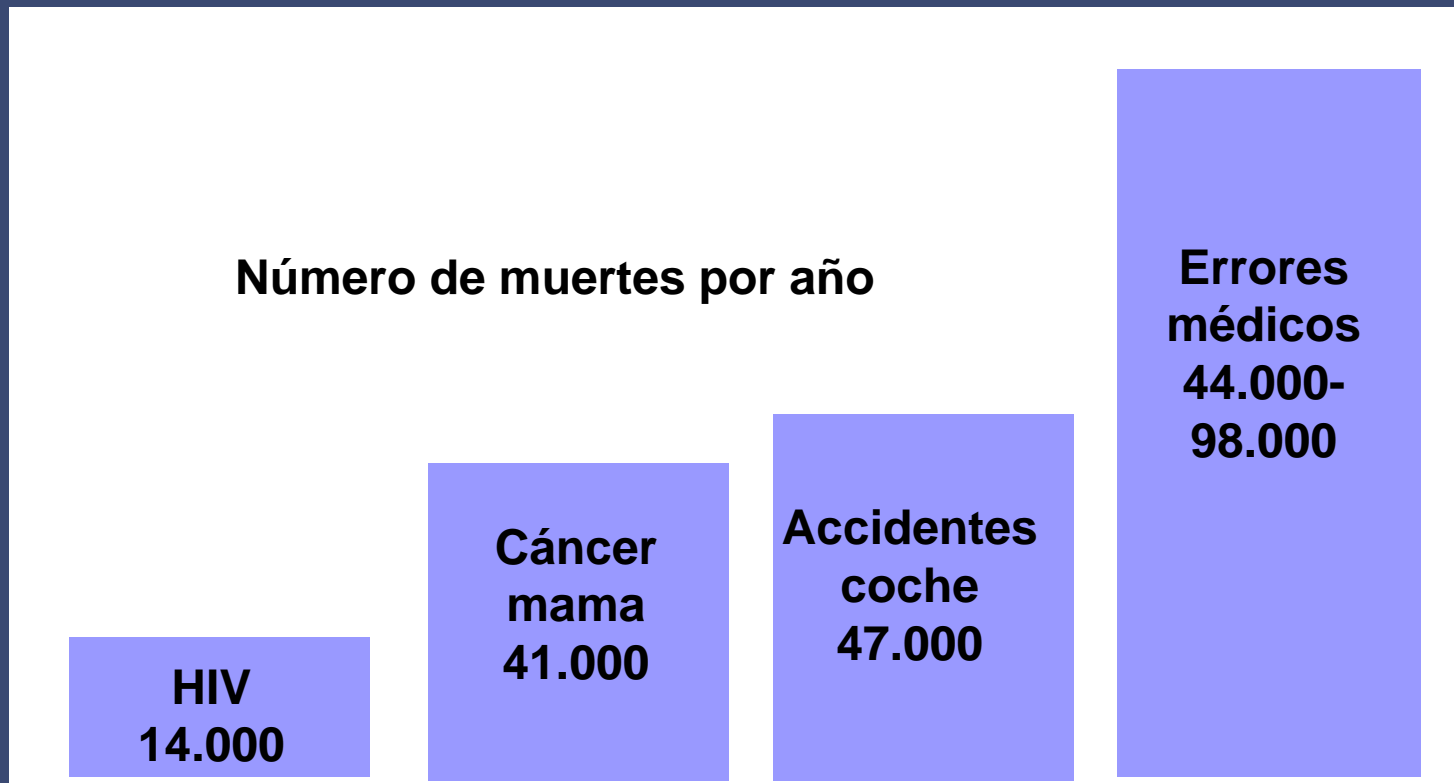 Número de muertes por año
HIV
14.000
Cáncer
mama
41.000
Accidentes
coche
47.000
Errores
médicos
44.000-
98.000